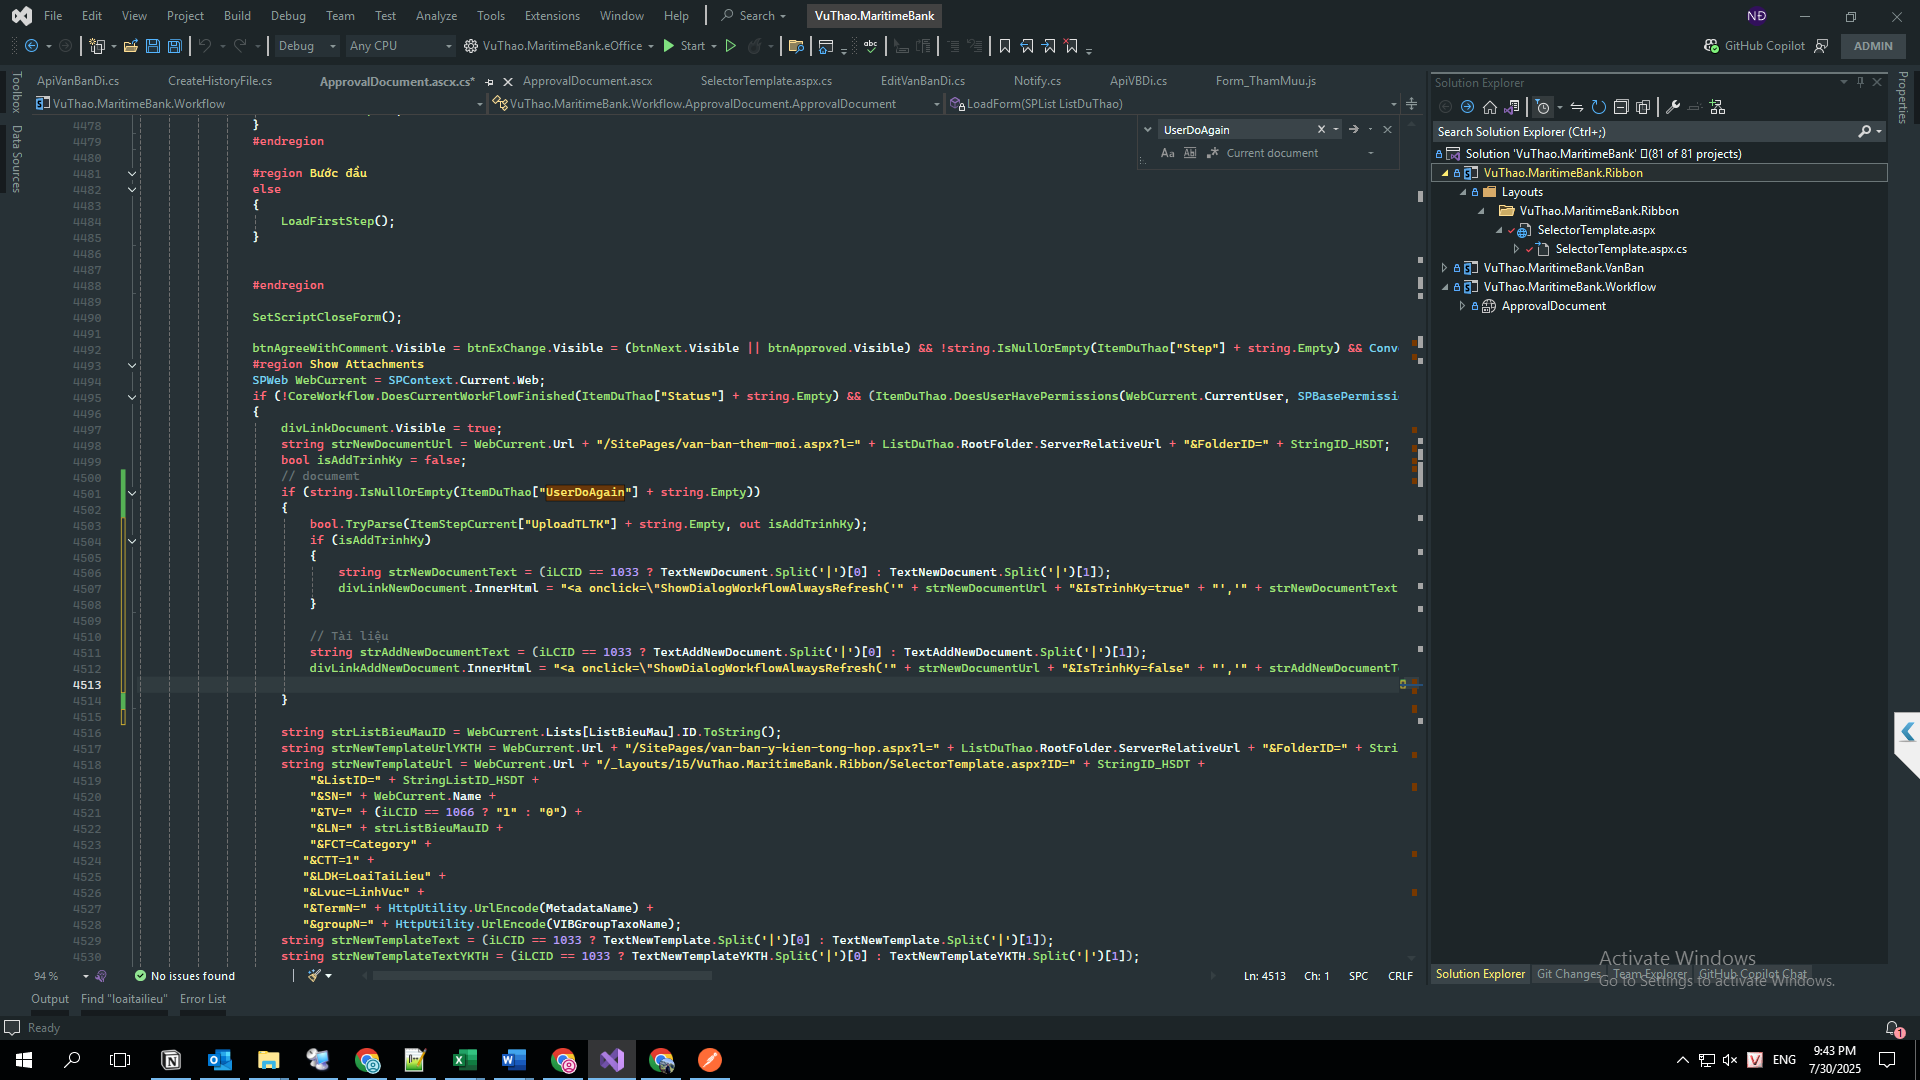 File Edit View Project Build Debug Team Test Analyze Tools Extensions Window Help Search VuThao.MaritimeBank NĐ
Debug Any CPU VuThao.MaritimeBank.eOffice Start GitHub Copilot ADMIN
ApiVanBanDi.cs CreateHistoryFile.cs ApprovalDocument.ascx.cs* ApprovalDocument.ascx SelectorTemplate.aspx.cs EditVanBanDi.cs Notify.cs ApiVBDi.cs Form_ThamMuu.js
VuThao.MaritimeBank.Workflow VuThao.MaritimeBank.Workflow.ApprovalDocument.ApprovalDocument LoadForm(SPList ListDuThao)
Toolbox
Data Sources
UserDoAgain
Aa Ab .* Current document
4478 }
4479 #endregion
4480
4481 #region Bước đầu
4482 else
4483 {
4484 LoadFirstStep();
4485 }
4486
4487
4488 #endregion
4489
4490 SetScriptCloseForm();
4491
4492 btnAgreeWithComment.Visible = btnExChange.Visible = (btnNext.Visible || btnApproved.Visible) && !string.IsNullOrEmpty(ItemDuThao["Step"] + string.Empty) && Conv
4493 #region Show Attachments
4494 SPWeb WebCurrent = SPContext.Current.Web;
4495 if (!CoreWorkflow.DoesCurrentWorkFlowFinished(ItemDuThao["Status"] + string.Empty) && (ItemDuThao.DoesUserHavePermissions(WebCurrent.CurrentUser, SPBasePermissi
4496 {
4497 divLinkDocument.Visible = true;
4498 string strNewDocumentUrl = WebCurrent.Url + "/SitePages/van-ban-them-moi.aspx?l=" + ListDuThao.RootFolder.ServerRelativeUrl + "&FolderID=" + StringID_HSDT;
4499 bool isAddTrinhKy = false;
4500 // documemt
4501 if (string.IsNullOrEmpty(ItemDuThao["UserDoAgain"] + string.Empty))
4502 {
4503 bool.TryParse(ItemStepCurrent["UploadTLTK"] + string.Empty, out isAddTrinhKy);
4504 if (isAddTrinhKy)
4505 {
4506 string strNewDocumentText = (iLCID == 1033 ? TextNewDocument.Split('|')[0] : TextNewDocument.Split('|')[1]);
4507 divLinkNewDocument.InnerHtml = "<a onclick=\"ShowDialogWorkflowAlwaysRefresh('" + strNewDocumentUrl + "&IsTrinhKy=true" + "','" + strNewDocumentText
4508 }
4509
4510 // Tài liệu
4511 string strAddNewDocumentText = (iLCID == 1033 ? TextAddNewDocument.Split('|')[0] : TextAddNewDocument.Split('|')[1]);
4512 divLinkAddNewDocument.InnerHtml = "<a onclick=\"ShowDialogWorkflowAlwaysRefresh('" + strNewDocumentUrl + "&IsTrinhKy=false" + "','" + strAddNewDocumentT
4513
4514 }
4515
4516 string strListBieuMauID = WebCurrent.Lists[ListBieuMau].ID.ToString();
4517 string strNewTemplateUrlYKTH = WebCurrent.Url + "/SitePages/van-ban-y-kien-tong-hop.aspx?l=" + ListDuThao.RootFolder.ServerRelativeUrl + "&FolderID=" + Stri
4518 string strNewTemplateUrl = WebCurrent.Url + "/_layouts/15/VuThao.MaritimeBank.Ribbon/SelectorTemplate.aspx?ID=" + StringID_HSDT +
4519 "&ListID=" + StringListID_HSDT +
4520 "&SN=" + WebCurrent.Name +
4521 "&TV=" + (iLCID == 1066 ? "1" : "0") +
4522 "&LN=" + strListBieuMauID +
4523 "&FCT=Category" +
4524 "&CTT=1" +
4525 "&LDK=LoaiTaiLieu" +
4526 "&Lvuc=LinhVuc" +
4527 "&TermN=" + HttpUtility.UrlEncode(MetadataName) +
4528 "&groupN=" + HttpUtility.UrlEncode(VIBGroupTaxoName);
4529 string strNewTemplateText = (iLCID == 1033 ? TextNewTemplate.Split('|')[0] : TextNewTemplate.Split('|')[1]);
4530 string strNewTemplateTextYKTH = (iLCID == 1033 ? TextNewTemplateYKTH.Split('|')[0] : TextNewTemplateYKTH.Split('|')[1]);
94 % No issues found Ln: 4513 Ch: 1 SPC CRLF
Output Find "loaitailieu" Error List
Ready
Solution Explorer
Search Solution Explorer (Ctrl+;)
Solution 'VuThao.MaritimeBank' (81 of 81 projects)
VuThao.MaritimeBank.Ribbon
Layouts
VuThao.MaritimeBank.Ribbon
SelectorTemplate.aspx
SelectorTemplate.aspx.cs
VuThao.MaritimeBank.VanBan
VuThao.MaritimeBank.Workflow
ApprovalDocument
Properties
Activate Windows
Go to Settings to activate Windows.
Solution Explorer Git Changes Team Explorer GitHub Copilot Chat
1
ENG
9:43 PM
7/30/2025